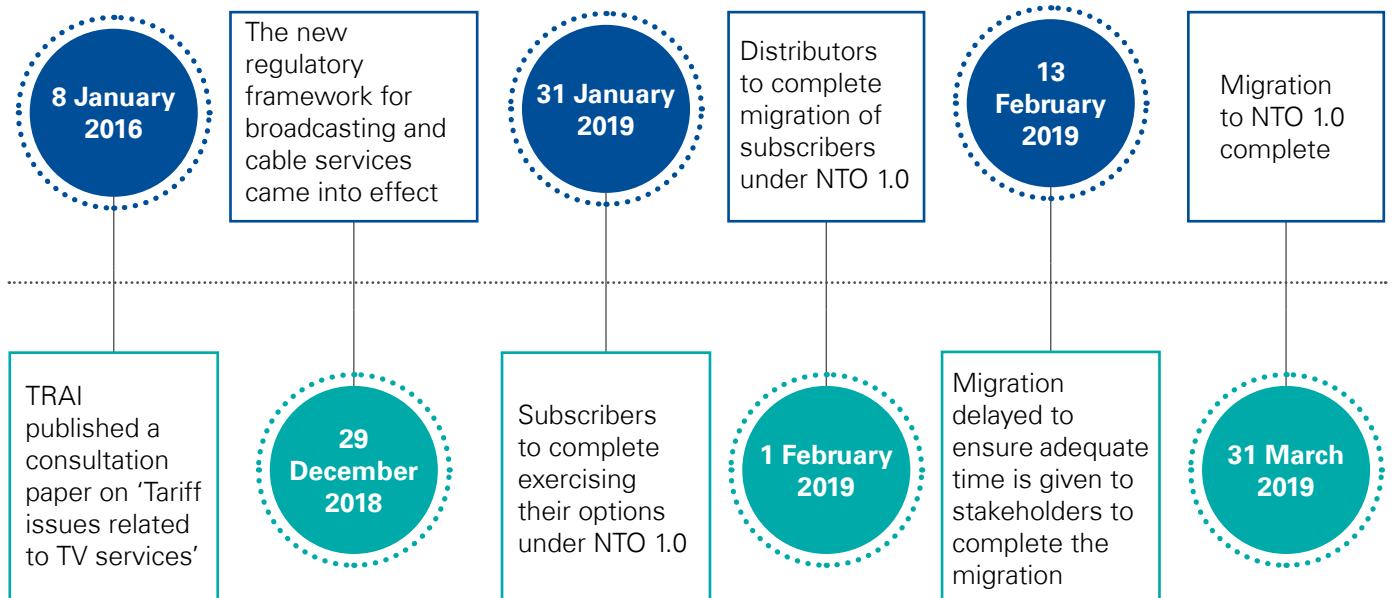 8 January
2016
TRAI
published a
consultation
paper on ‘Tariff
issues related
to TV services’
The new
regulatory
framework for
broadcasting and
cable services
came into effect
29
December
2018
31 January
2019
Subscribers
to complete
exercising
their options
under NTO 1.0
Distributors
to complete
migration of
subscribers
under NTO 1.0
1 February
2019
13
February
2019
Migration
delayed to
ensure adequate
time is given to
stakeholders to
complete the
migration
Migration
to NTO 1.0
complete
31 March
2019